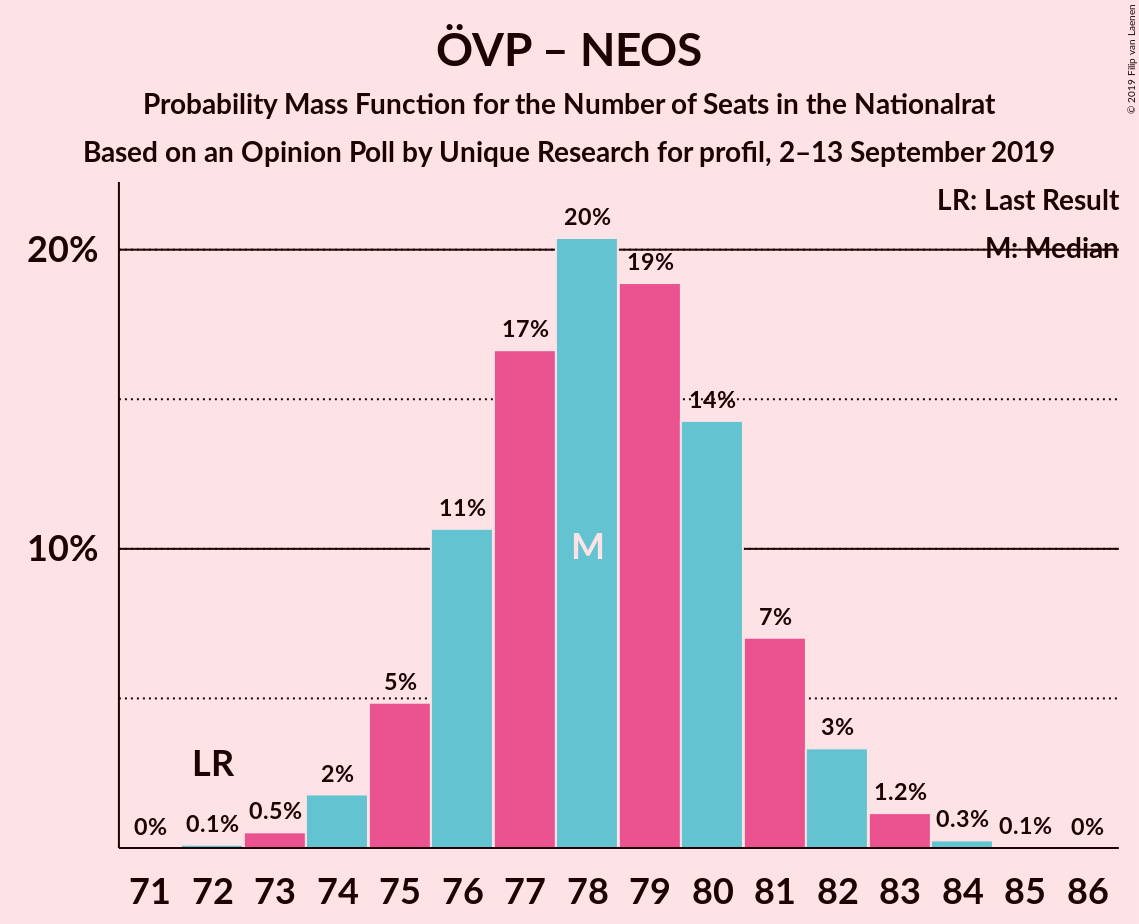 ÖVP – NEOS
Probability Mass Function for the Number of Seats in the Nationalrat
Based on an Opinion Poll by Unique Research for profil, 2–13 September 2019
© 2019 Filip van Laenen
LR: Last Result
M: Median
20%
10%
0%
0.1%
0.5%
2%
5%
11%
17%
20%
19%
14%
7%
3%
1.2%
0.3%
0.1%
0%
LR
M
71 72 73 74 75 76 77 78 79 80 81 82 83 84 85 86